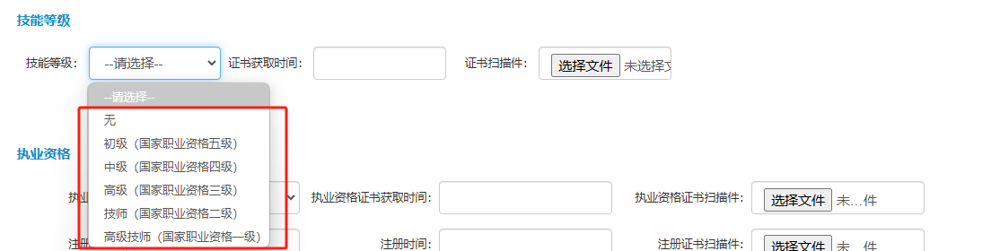 技能等级
技能等级： --请选择-- 证书获取时间： 证书扫描件： 选择文件 未选择文
--请选择--
无
初级（国家职业资格五级）
中级（国家职业资格四级）
高级（国家职业资格三级）
技师（国家职业资格二级）
高级技师（国家职业资格一级）
执业资格
执业 执业资格证书获取时间： 执业资格证书扫描件： 选择文件 未…件
注册 注册时间： 注册证书扫描件： 选择文件 未…件